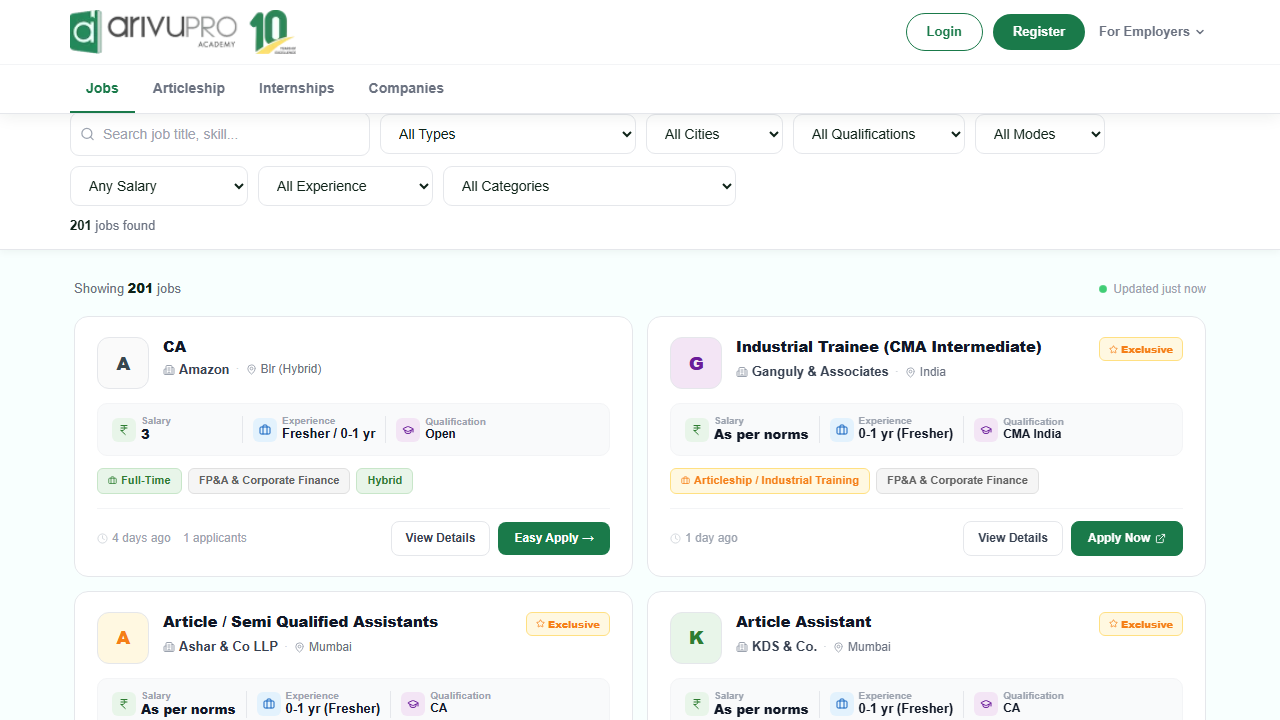 arivuPRO
ACADEMY
10
Login
Register
For Employers
Jobs
Articleship
Internships
Companies
Search job title, skill...
All Types
All Cities
All Qualifications
All Modes
Any Salary
All Experience
All Categories
201 jobs found
Showing 201 jobs
Updated just now
A
CA
Amazon · Blr (Hybrid)
Salary
3
Experience
Fresher / 0-1 yr
Qualification
Open
Full-Time
FP&A & Corporate Finance
Hybrid
4 days ago 1 applicants
View Details
Easy Apply →
G
Industrial Trainee (CMA Intermediate)
Exclusive
Ganguly & Associates · India
₹
Salary
As per norms
Experience
0-1 yr (Fresher)
Qualification
CMA India
Articleship / Industrial Training
FP&A & Corporate Finance
1 day ago
View Details
Apply Now
A
Article / Semi Qualified Assistants
Exclusive
Ashar & Co LLP · Mumbai
Salary
As per norms
Experience
0-1 yr (Fresher)
Qualification
CA
K
Article Assistant
Exclusive
KDS & Co. · Mumbai
Salary
As per norms
Experience
0-1 yr (Fresher)
Qualification
CA